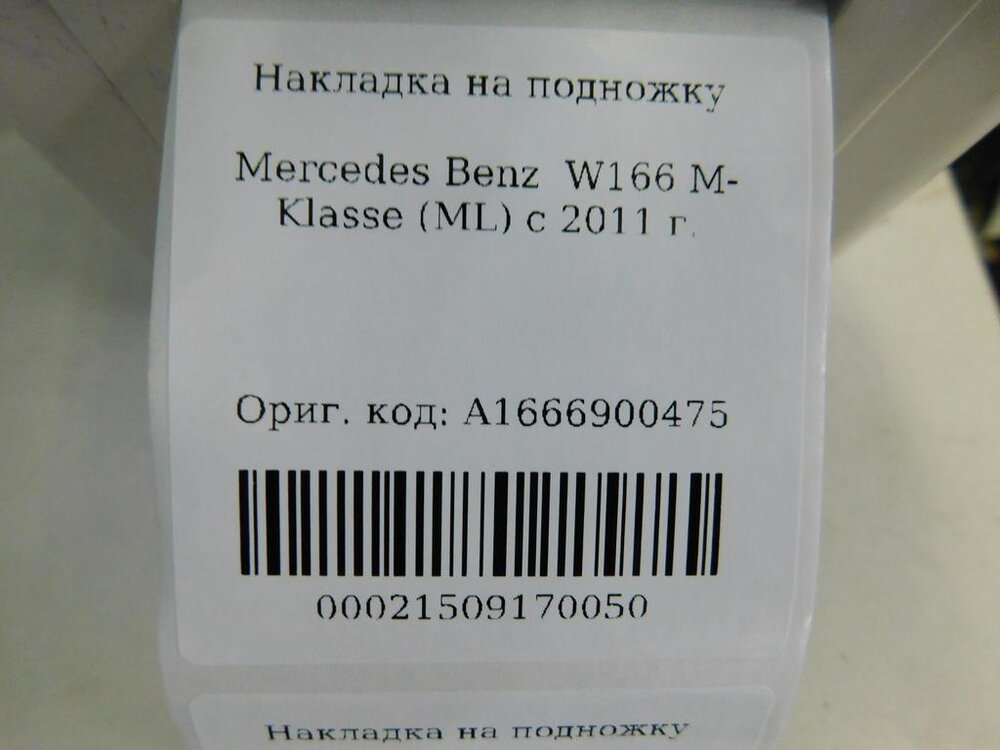 Накладка на подножку
Mercedes Benz W166 M-
Klasse (ML) с 2011 г.
Ориг. код: A1666900475
00021509170050
Накладка на подножку